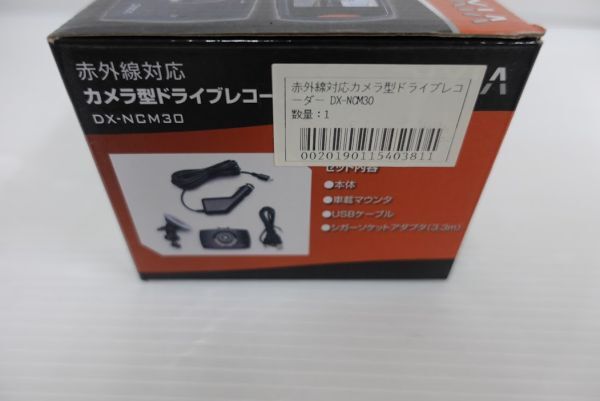 赤外線対応
カメラ型ドライブレコー
DX-NCM30
赤外線対応カメラ型ドライブレコ
ーダー DX-NCM30
数量：1
0020190115403811
セット内容
●本体
●車載マウンタ
●USBケーブル
●シガーソケットアダプタ(3.3m)